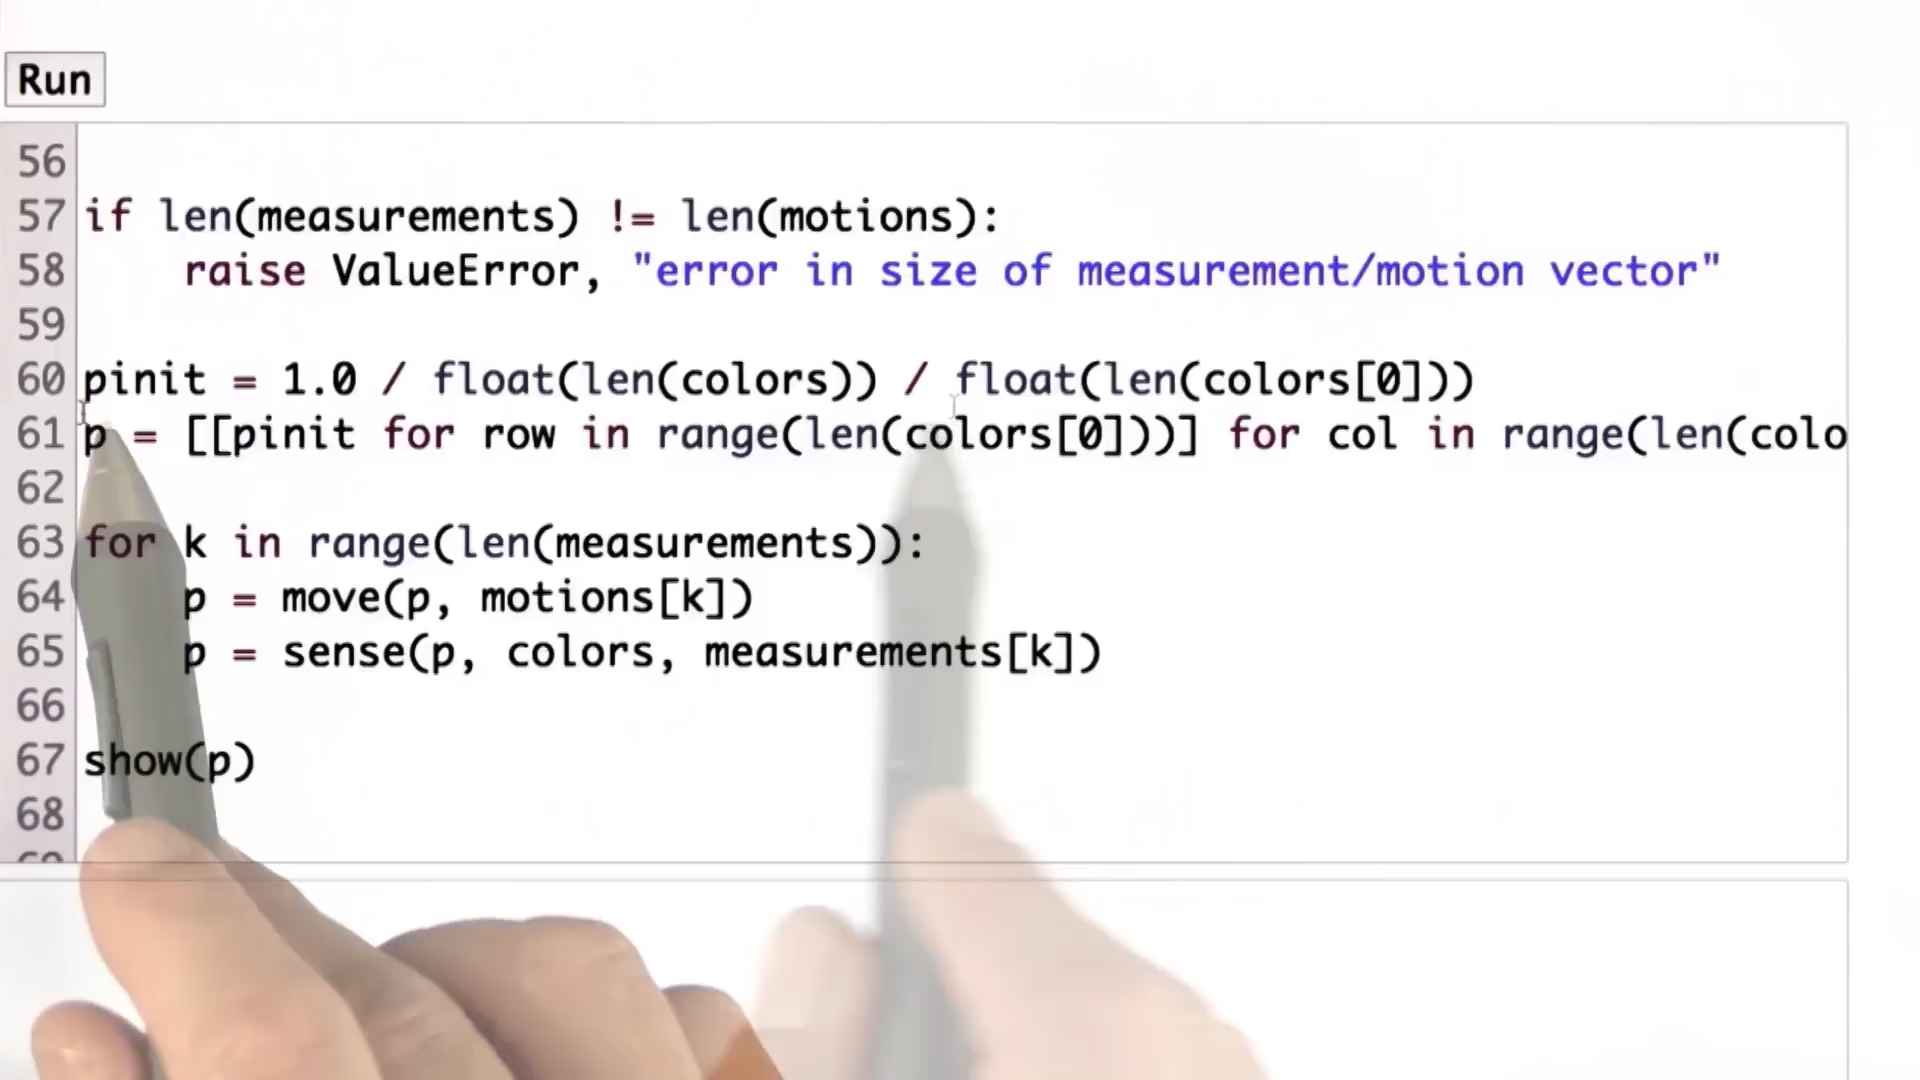 Run
56
57 if len(measurements) != len(motions):
58 raise ValueError, "error in size of measurement/motion vector"
59
60 pinit = 1.0 / float(len(colors)) / float(len(colors[0]))
61 p = [[pinit for row in range(len(colors[0]))] for col in range(len(colo
62
63 for k in range(len(measurements)):
64 p = move(p, motions[k])
65 p = sense(p, colors, measurements[k])
66
67 show(p)
68